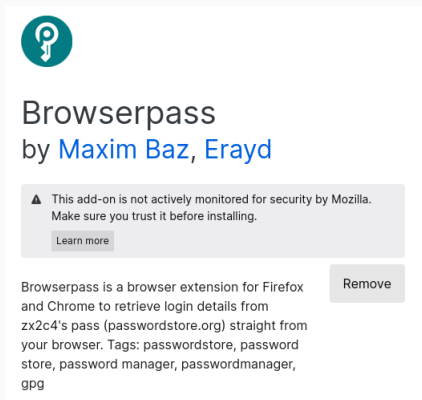 Browserpass
by Maxim Baz, Erayd
This add-on is not actively monitored for security by Mozilla.
Make sure you trust it before installing.
Learn more
Browserpass is a browser extension for Firefox
and Chrome to retrieve login details from
zx2c4's pass (passwordstore.org) straight from
your browser. Tags: passwordstore, password
store, password manager, passwordmanager,
gpg
Remove